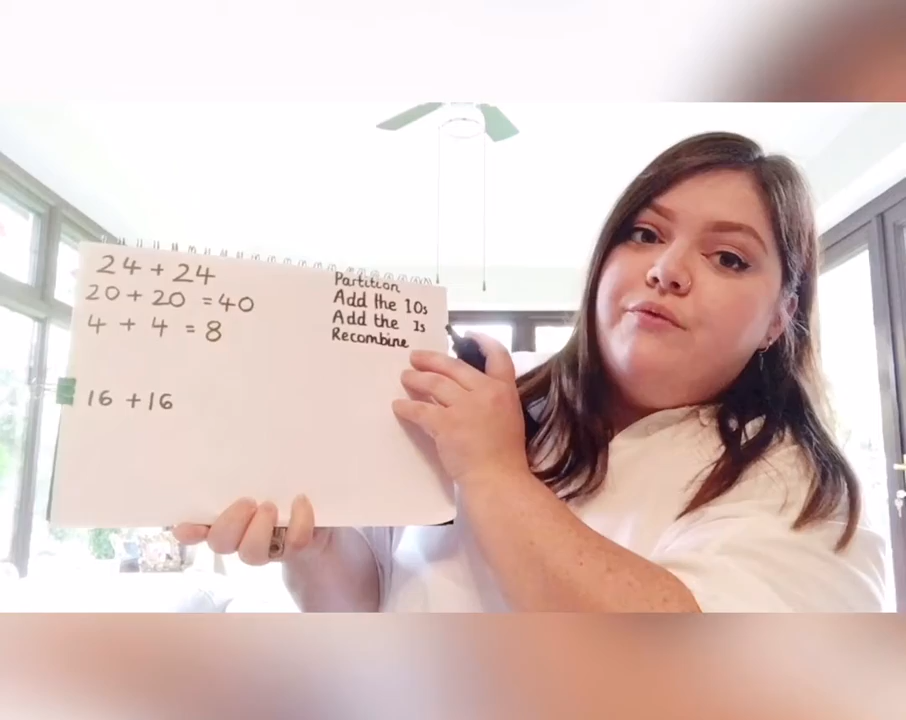 24 + 24
20 + 20 = 40
4 + 4 = 8
16 + 16
Partition
Add the 10s
Add the 1s
Recombine